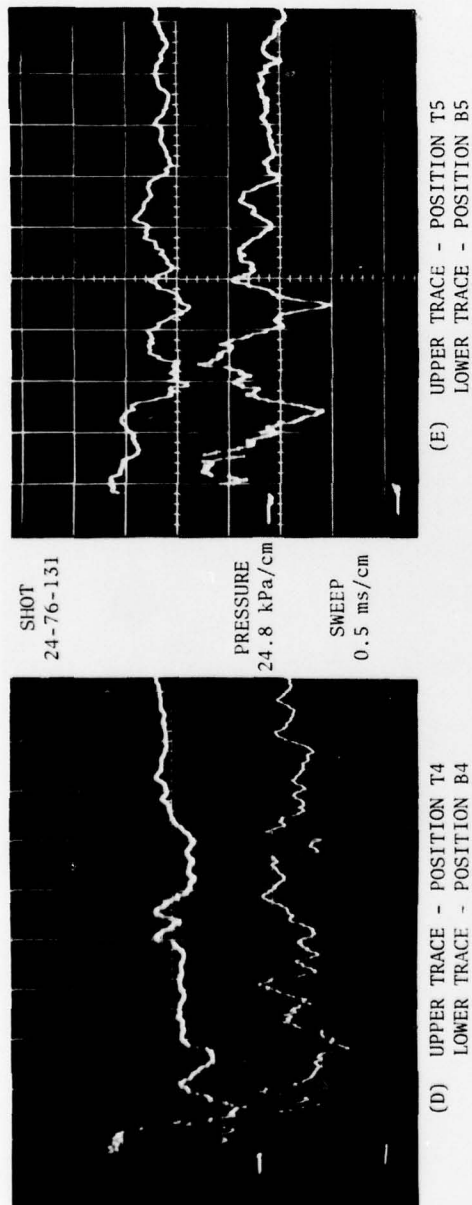 SHOT
24-76-131
PRESSURE
24.8 kPa/cm
SWEEP
0.5 ms/cm
(D) UPPER TRACE - POSITION T4
LOWER TRACE - POSITION B4
(E) UPPER TRACE - POSITION T5
LOWER TRACE - POSITION B5